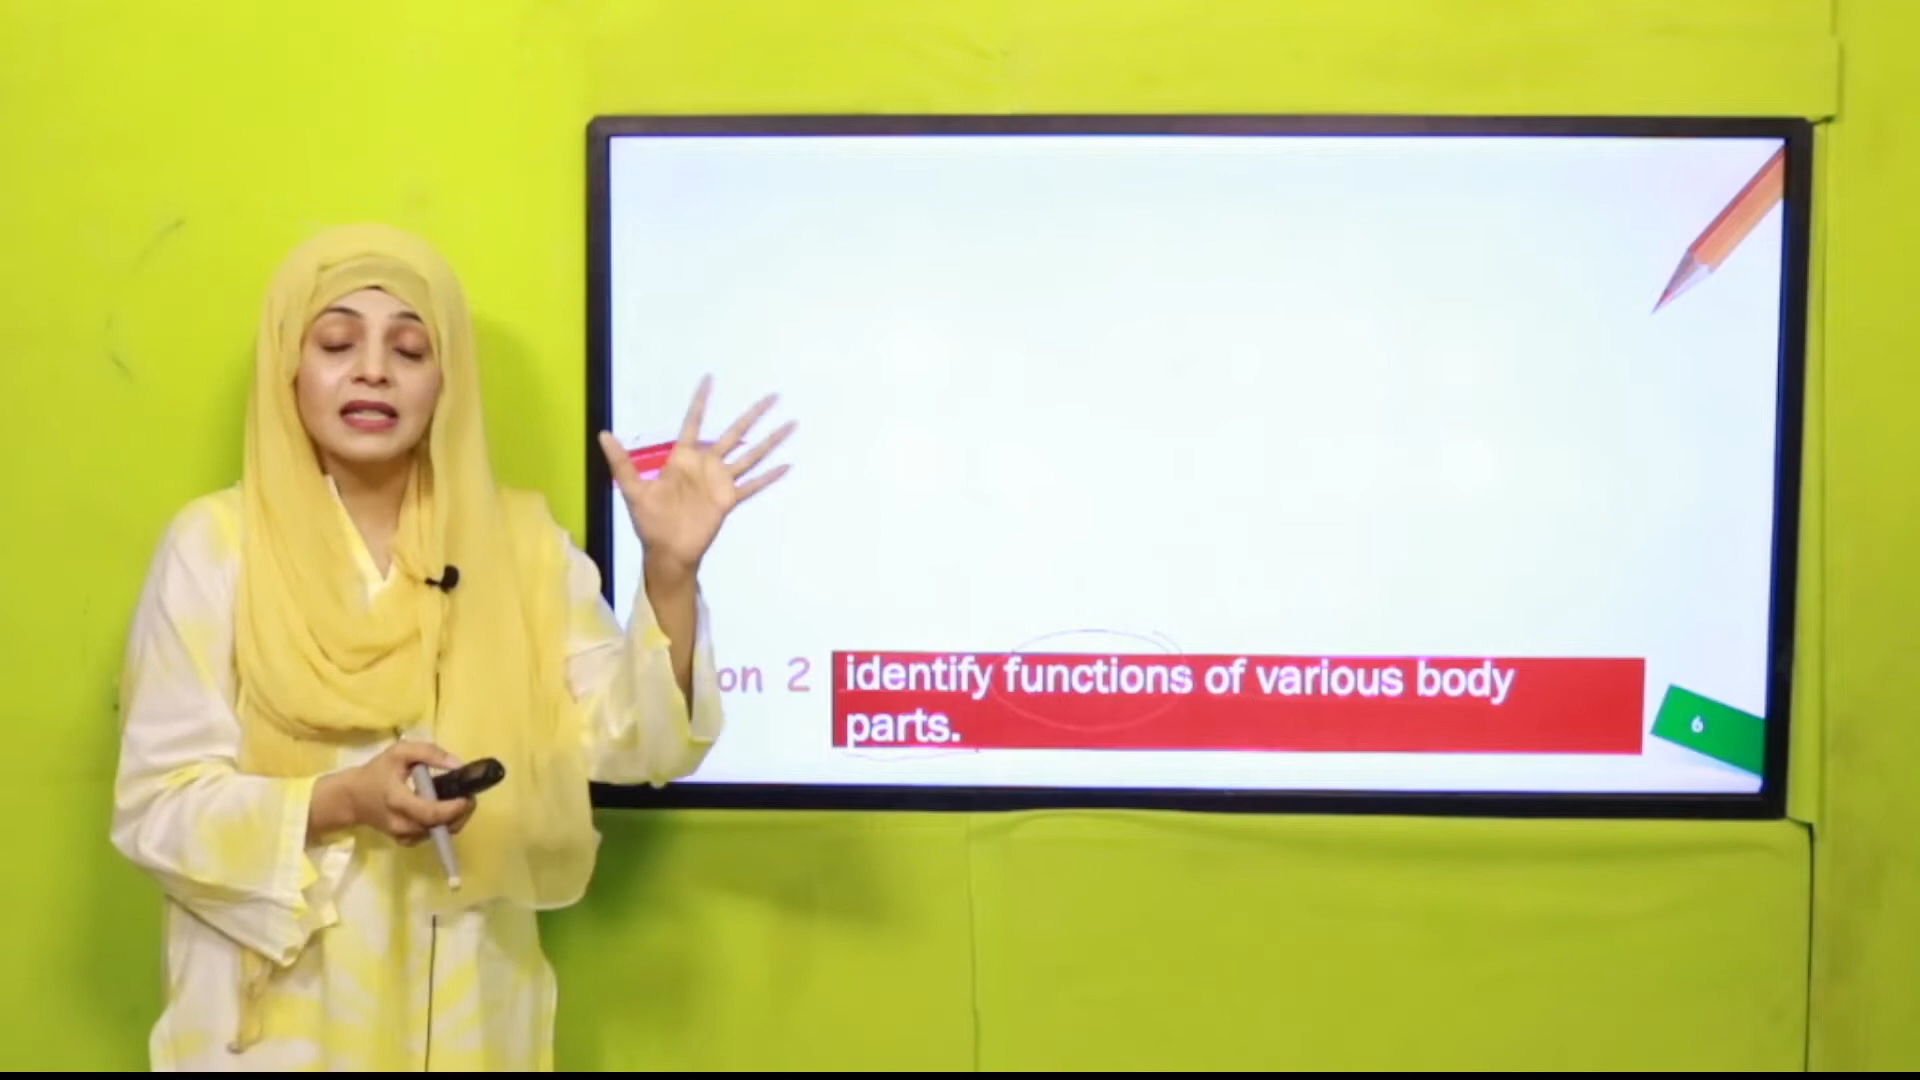 on 2
identify functions of various body
parts.
6